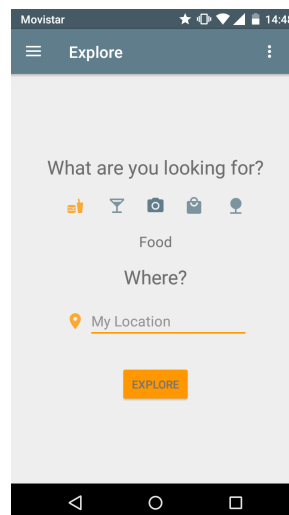 Movistar 14:48
Explore
What are you looking for?
Food
Where?
My Location
EXPLORE